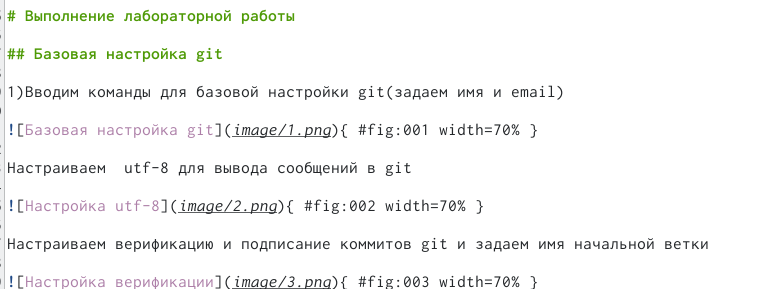 # Выполнение лабораторной работы
## Базовая настройка git
1)Вводим команды для базовой настройки git(задаем имя и email)
![Базовая настройка git](image/1.png){ #fig:001 width=70% }
Настраиваем  utf-8 для вывода сообщений в git
![Настройка utf-8](image/2.png){ #fig:002 width=70% }
Настраиваем верификацию и подписание коммитов git и задаем имя начальной ветки
![Настройка верификации](image/3.png){ #fig:003 width=70% }